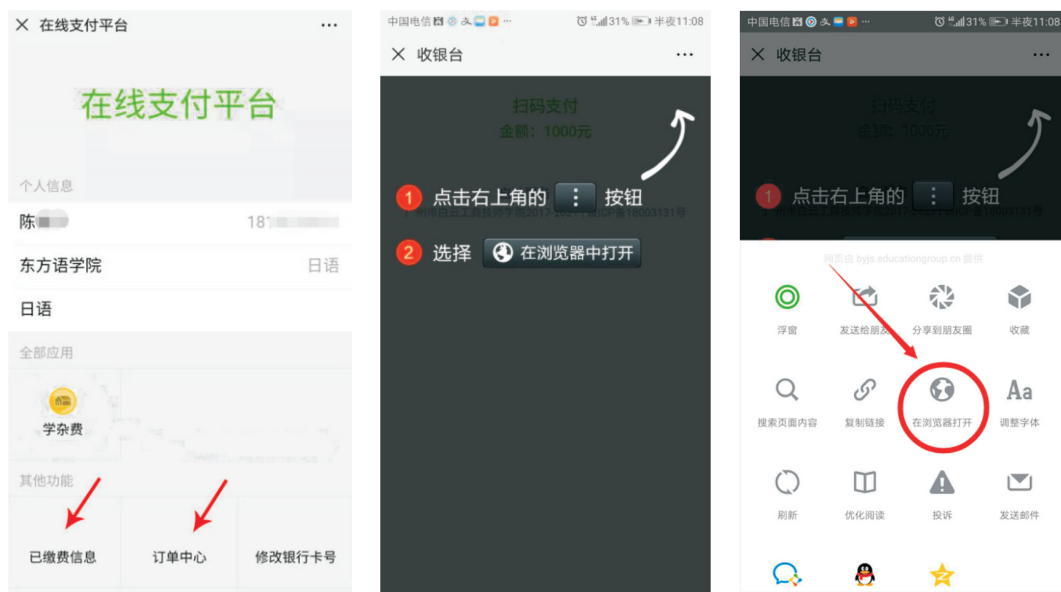 在线支付平台
在线支付平台
个人信息
陈
东方语学院 日语
日语
全部应用
学杂费
其他功能
已缴费信息 订单中心 修改银行卡号
中国电信 31% 半夜11:08
收银台
扫码支付
金额：1000元
1 点击右上角的 按钮
2 选择 在浏览器中打开
中国电信 31% 半夜11:08
收银台
扫码支付
金额：1000元
1 点击右上角的 按钮
网页由 byjs.educationgroup.cn 提供
浮窗 发送给朋友 分享到朋友圈 收藏
搜索页面内容 复制链接 在浏览器打开 调整字体
Aa
刷新 优化阅读 投诉 发送邮件